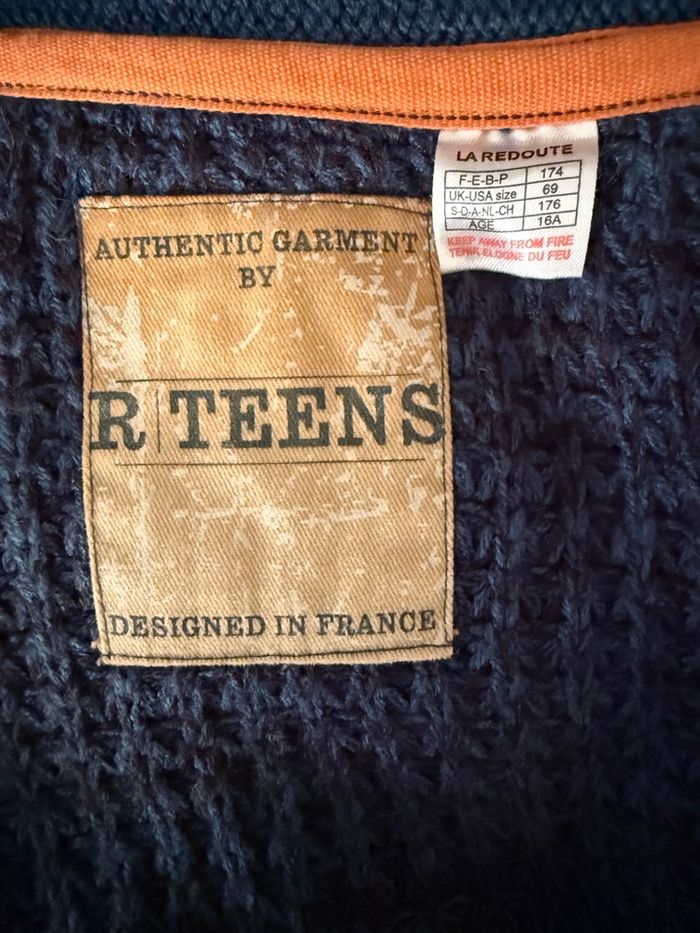 AUTHENTIC GARMENT
BY
R|TEENS
DESIGNED IN FRANCE
LA REDOUTE
F-E-B-P 174
UK-USA size 69
S-D-A-NL-CH 176
AGE 16A
KEEP AWAY FROM FIRE
TENIR ELOGNE DU FEU